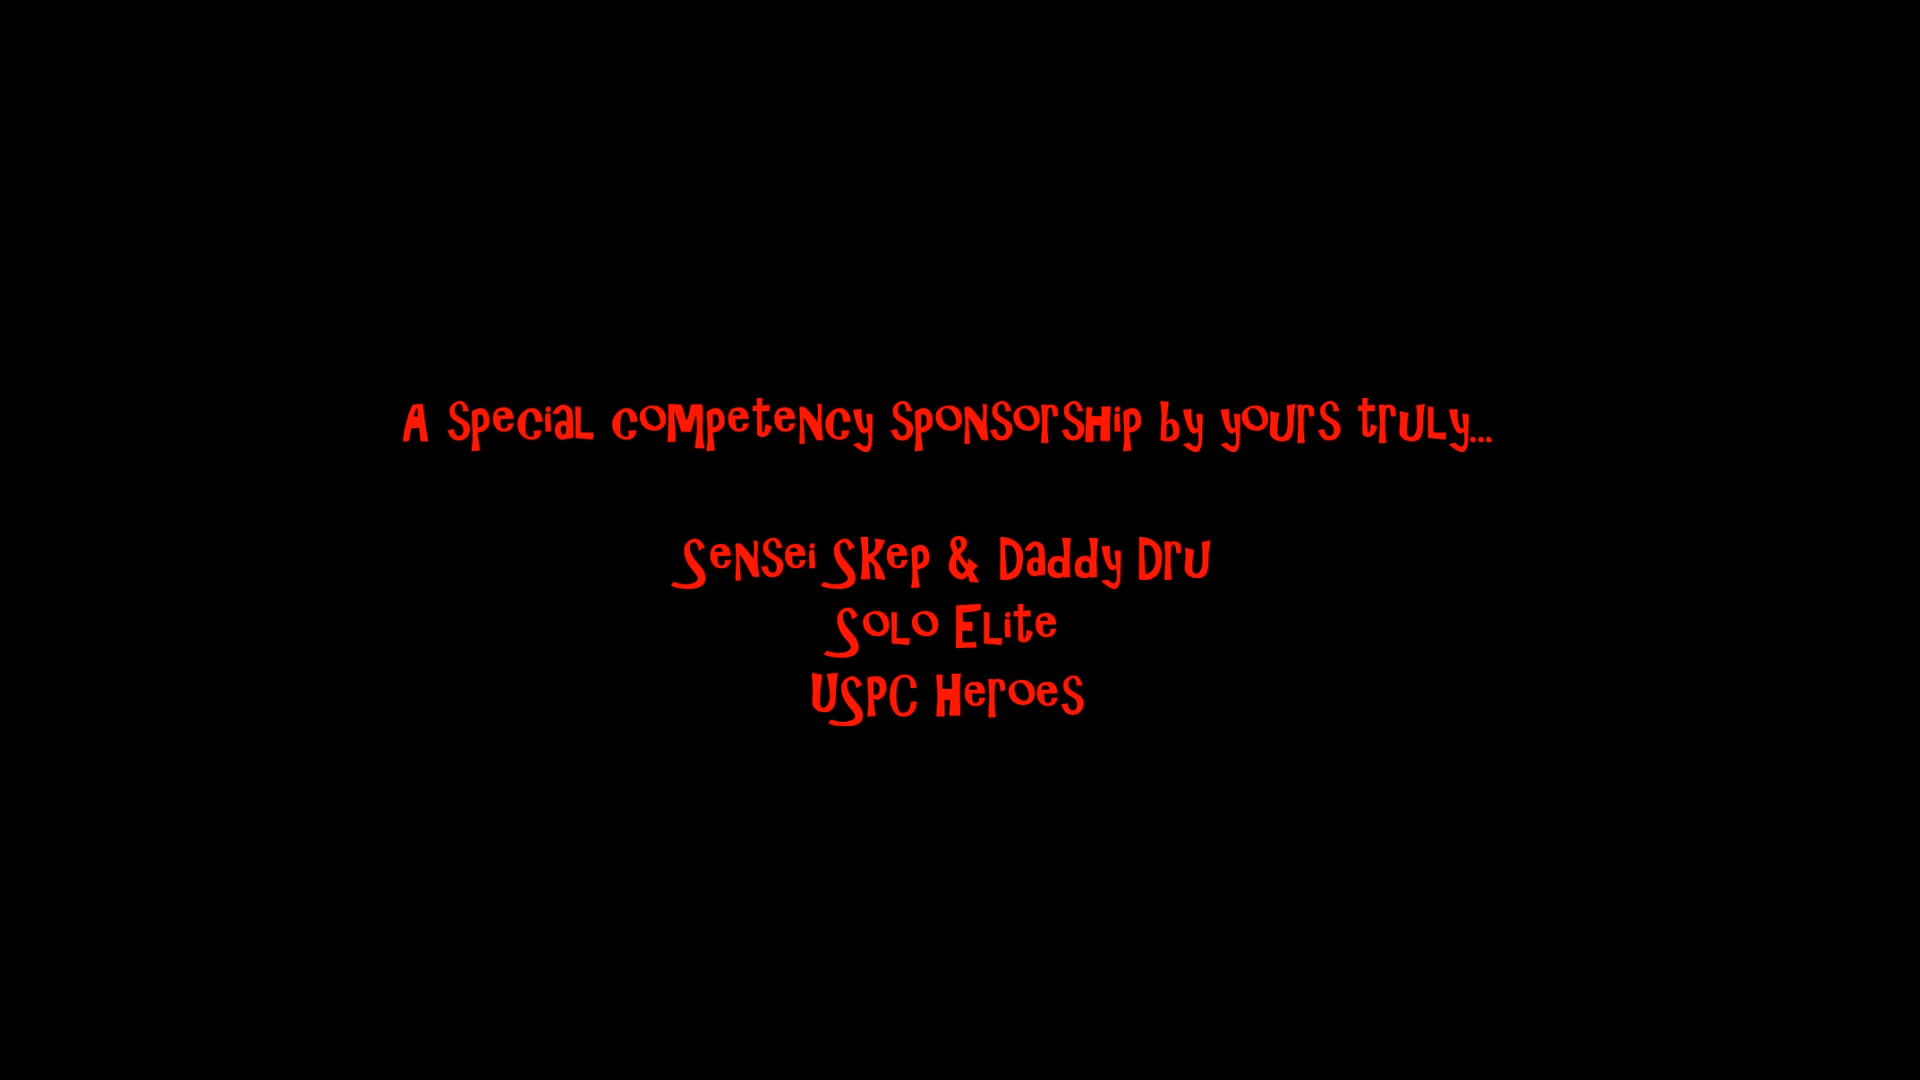 A special competency sponsorship by yours truly...
Sensei Skep & Daddy Dru
Solo Elite
USPC Heroes